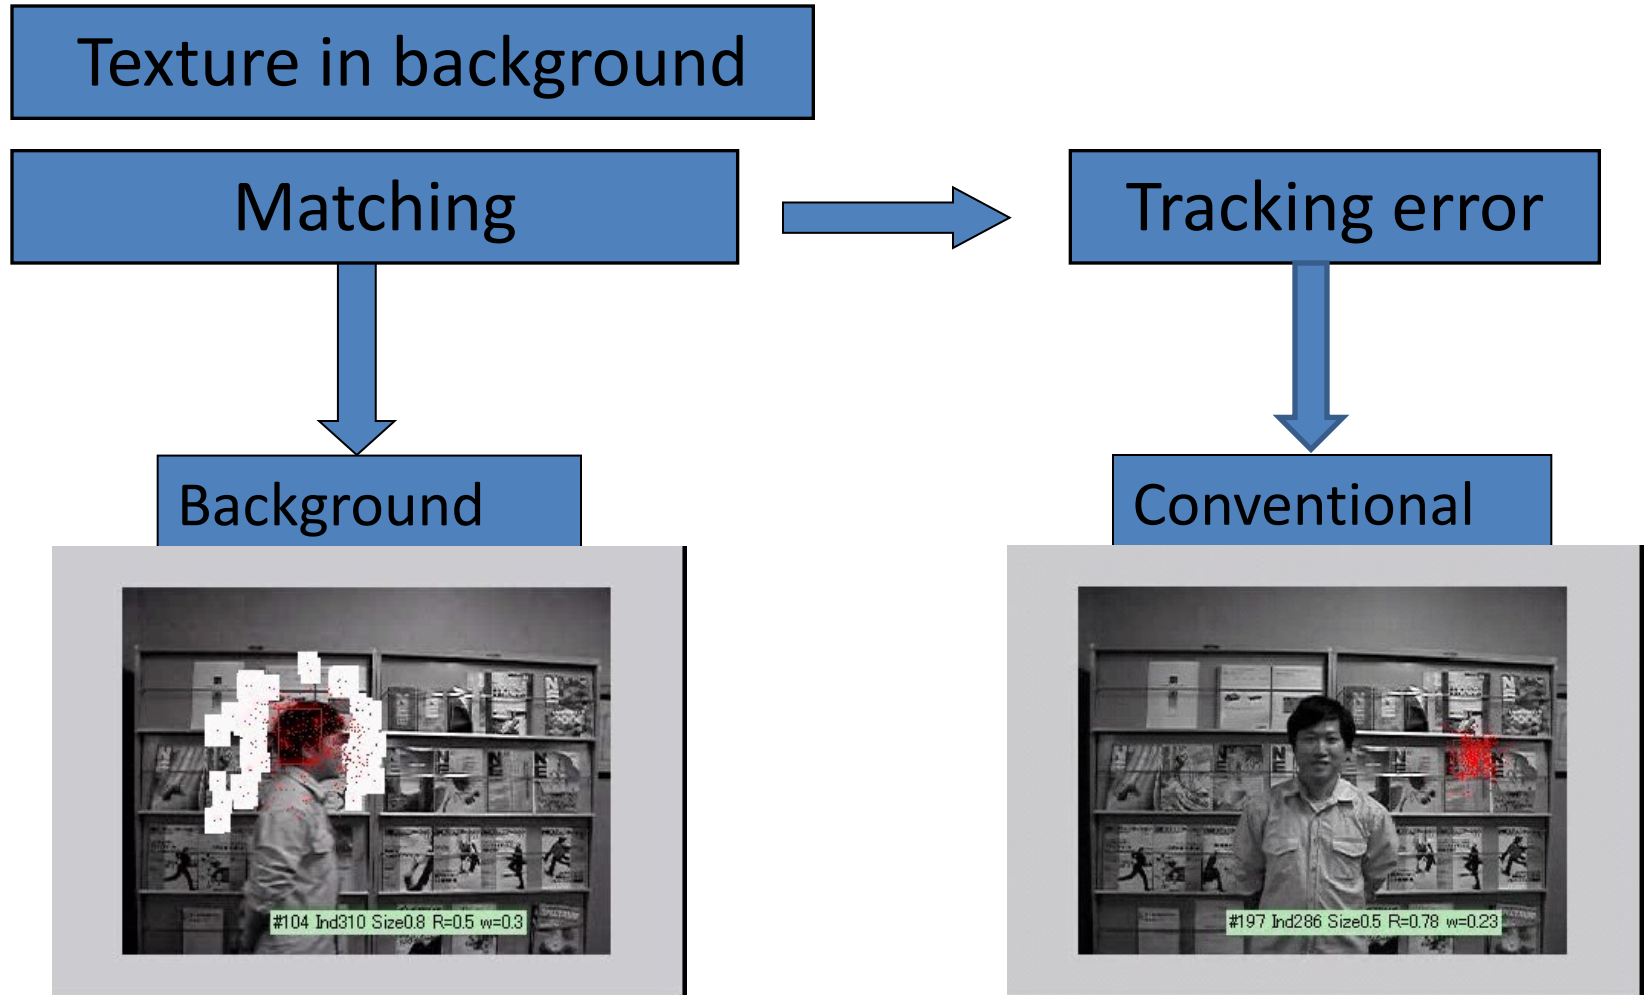 Texture in background
Matching
Tracking error
Background
Conventional
#104 Ind310 Size0.8 R=0.5 w=0.3
#197 Ind286 Size0.5 R=0.78 w=0.23